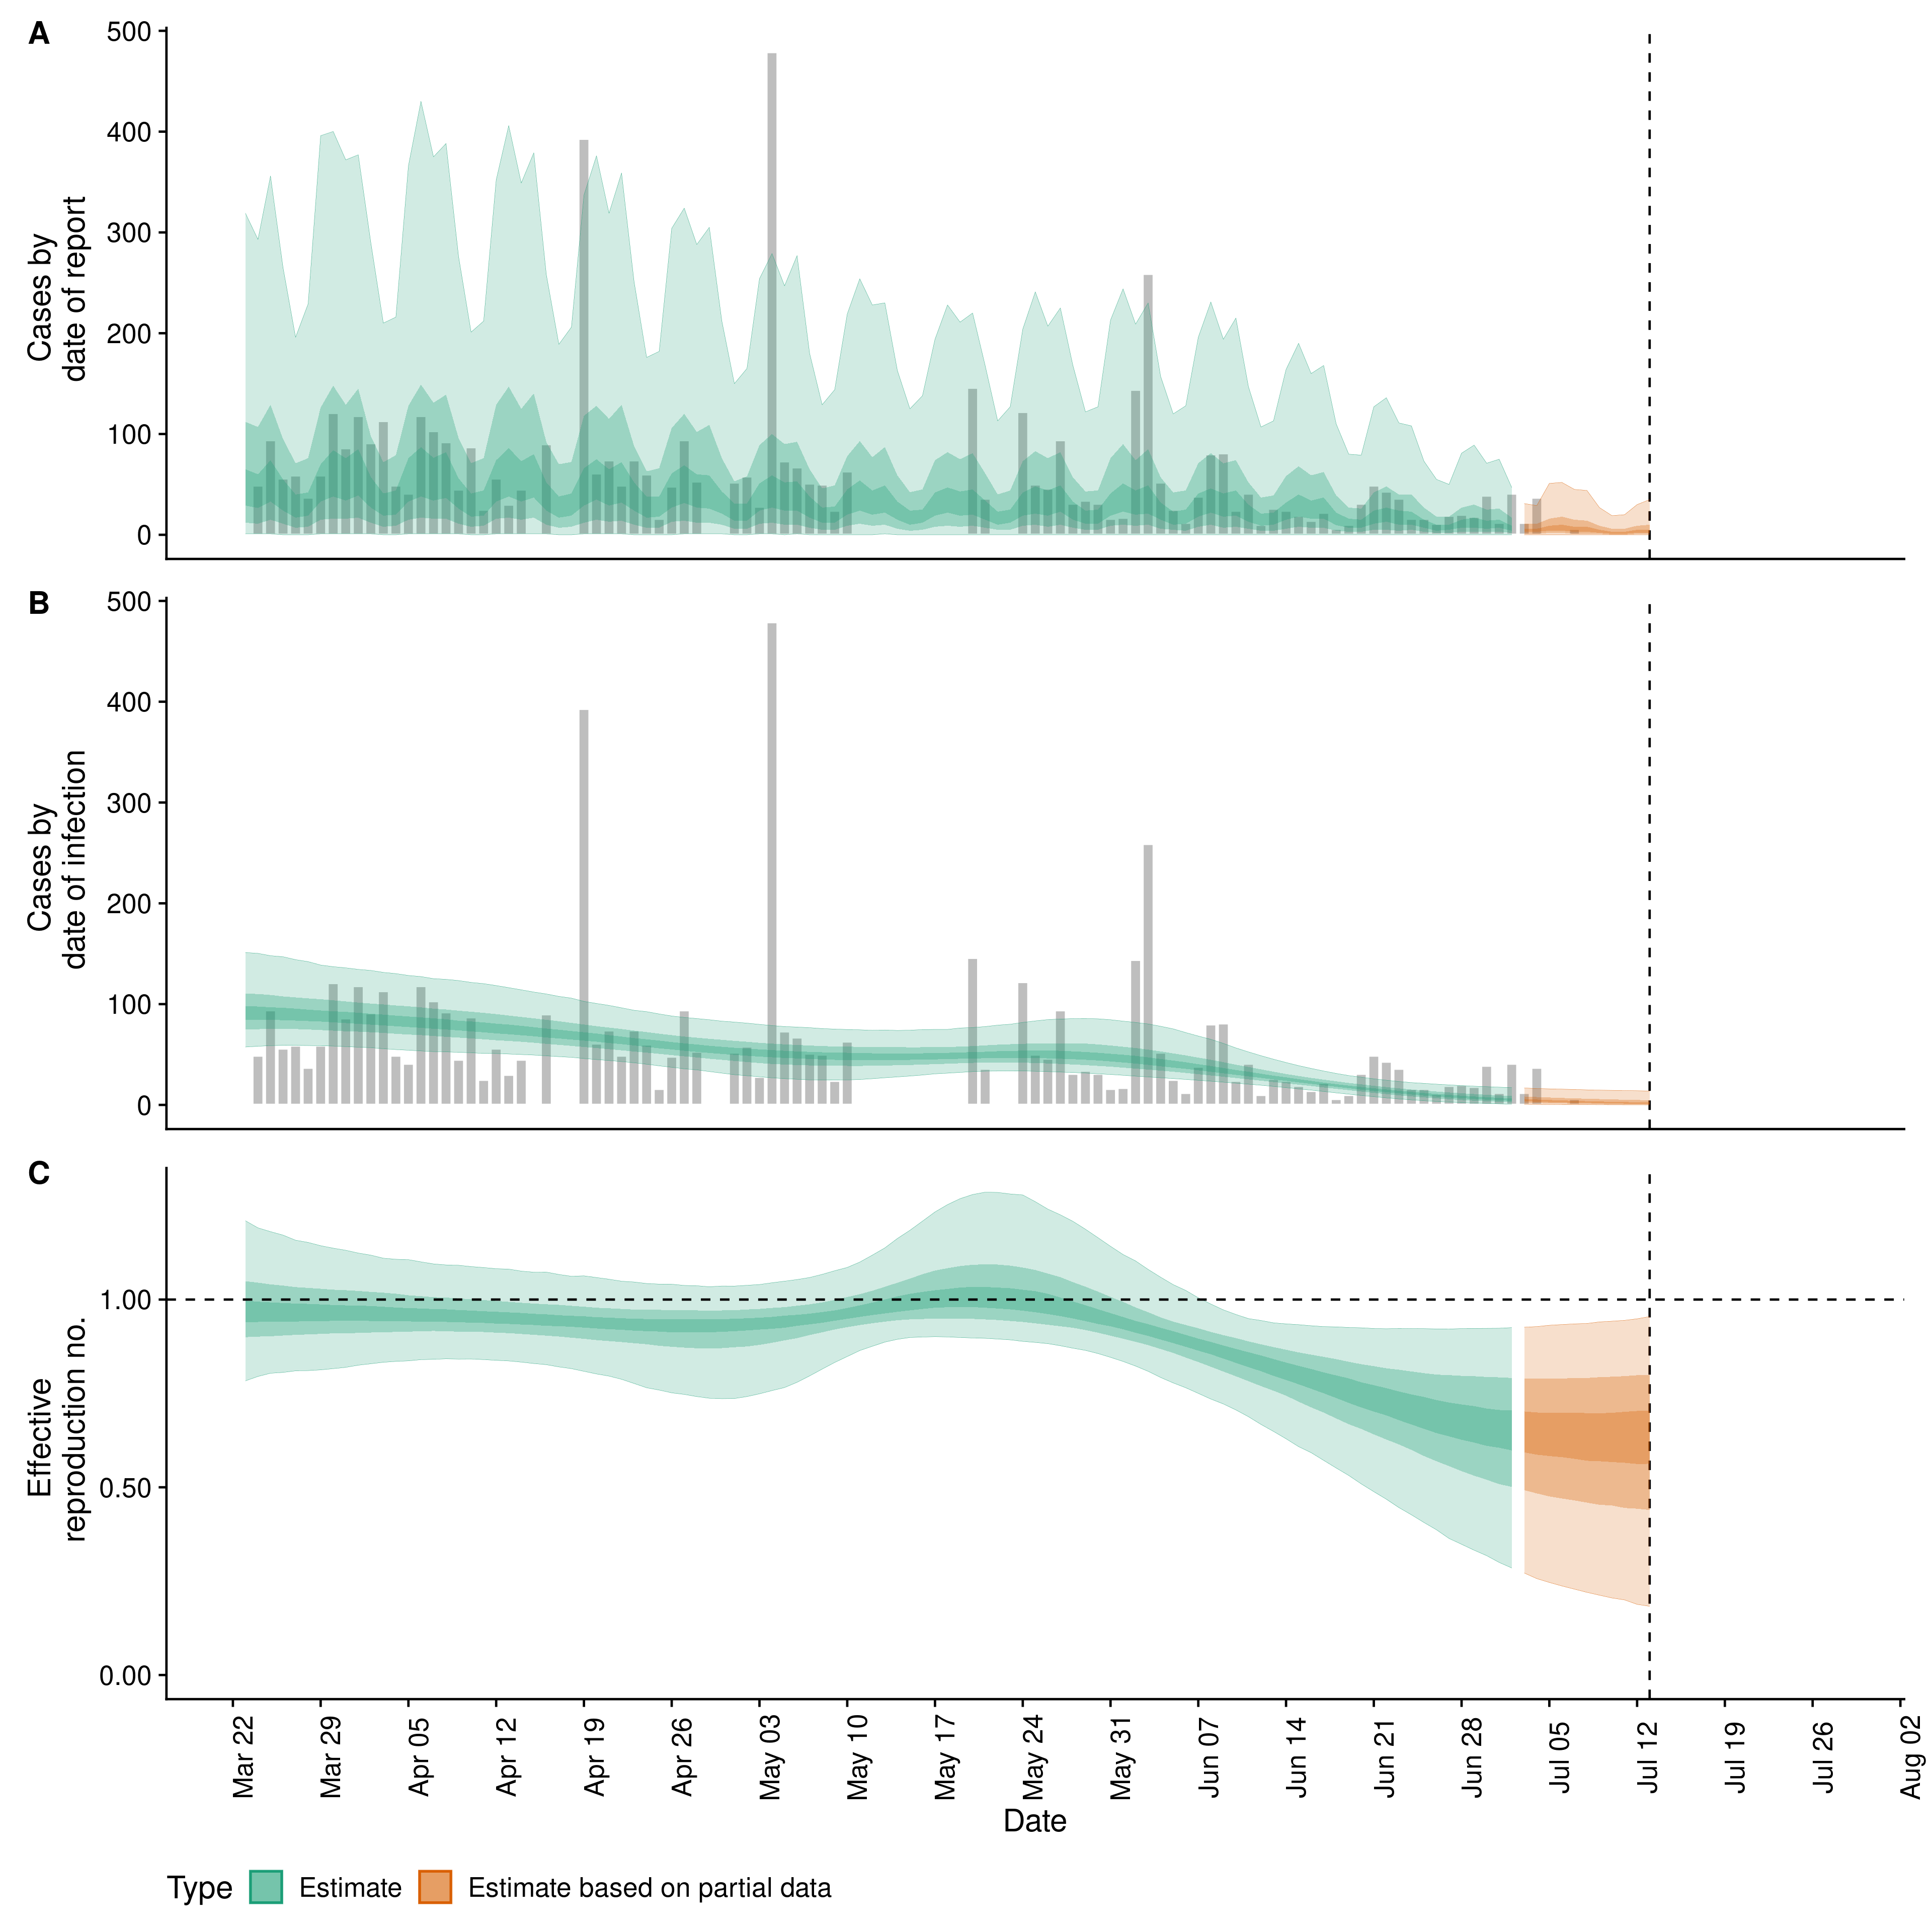 A
500
400
300
200
100
0
Cases by
date of report
B
500
400
300
200
100
0
Cases by
date of infection
C
1.00
0.50
0.00
Effective
reproduction no.
Mar 22
Mar 29
Apr 05
Apr 12
Apr 19
Apr 26
May 03
May 10
May 17
May 24
May 31
Jun 07
Jun 14
Jun 21
Jun 28
Jul 05
Jul 12
Jul 19
Jul 26
Aug 02
Date
Type Estimate Estimate based on partial data